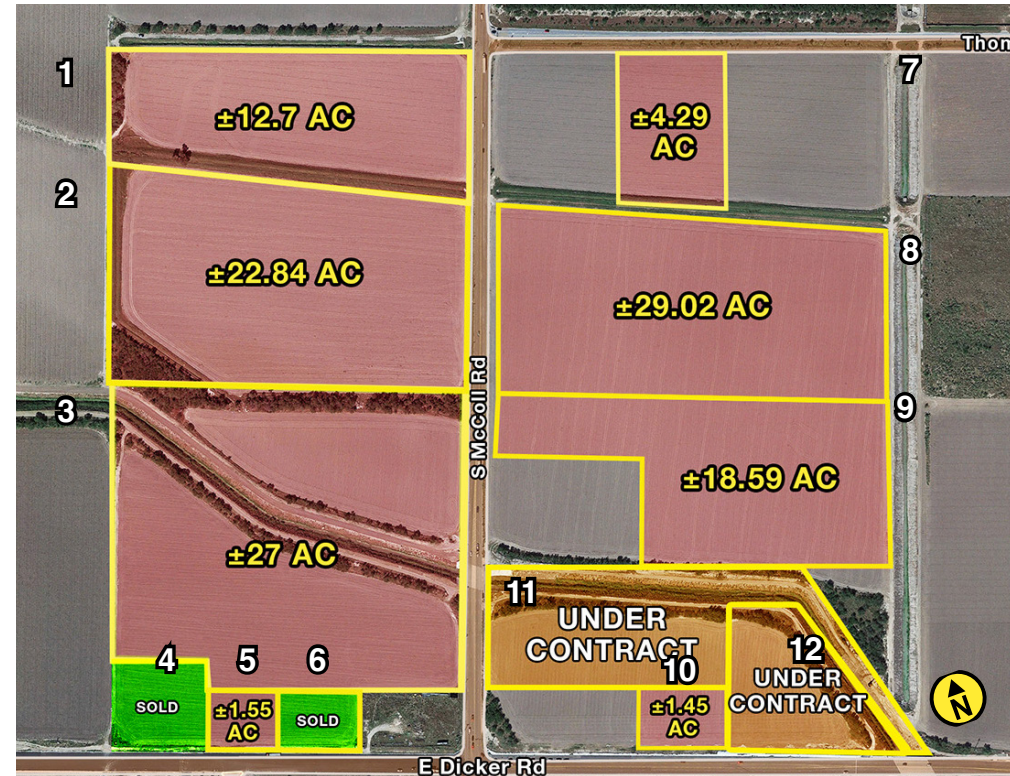 Thon
1
7
±12.7 AC
±4.29
AC
2
8
±22.84 AC
±29.02 AC
S McColl Rd
3
9
±18.59 AC
±27 AC
11
UNDER
CONTRACT
4
5
6
10
12
UNDER
CONTRACT
SOLD
±1.55
AC
SOLD
±1.45
AC
N
E Dicker Rd